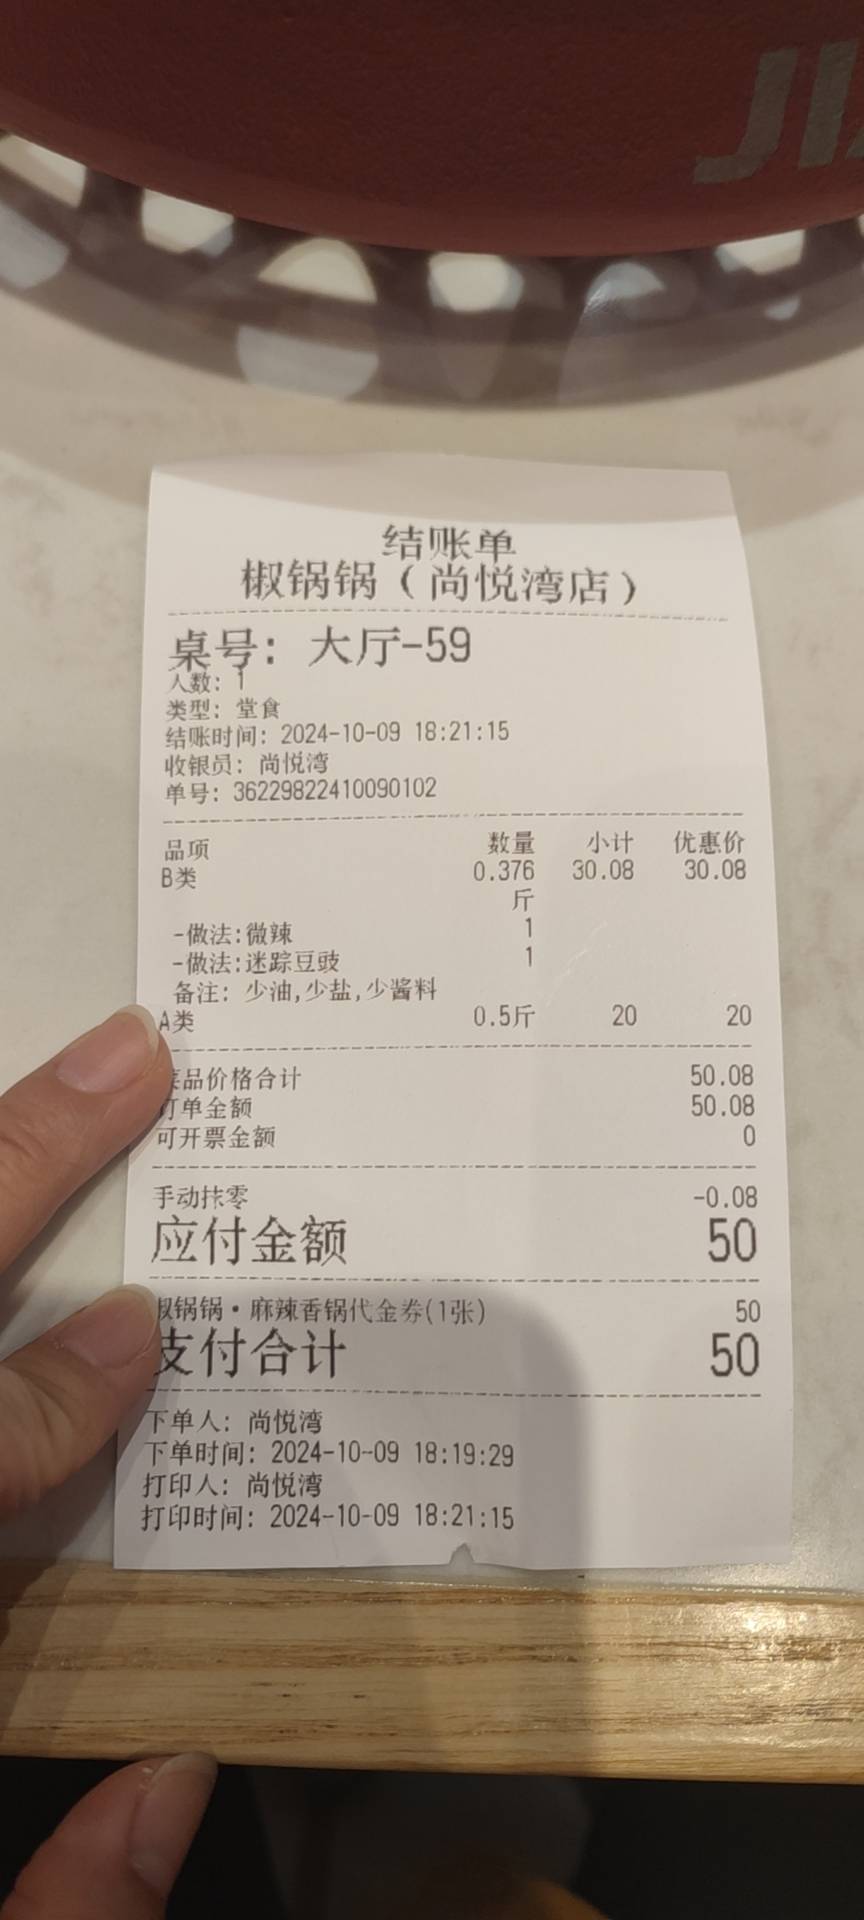 结账单
椒锅锅（尚悦湾店）
桌号: 大厅-59
人数: 1
类型: 堂食
结账时间: 2024-10-09 18:21:15
收银员: 尚悦湾
单号: 36229822410090102
品项 数量 小计 优惠价
B类 0.376 30.08 30.08
斤
-做法:微辣 1
-做法:迷踪豆豉 1
备注: 少油,少盐,少酱料
A类 0.5斤 20 20
菜品价格合计 50.08
订单金额 50.08
可开票金额 0
手动抹零 -0.08
应付金额 50
椒锅锅·麻辣香锅代金券(1张) 50
支付合计 50
下单人: 尚悦湾
下单时间: 2024-10-09 18:19:29
打印人: 尚悦湾
打印时间: 2024-10-09 18:21:15